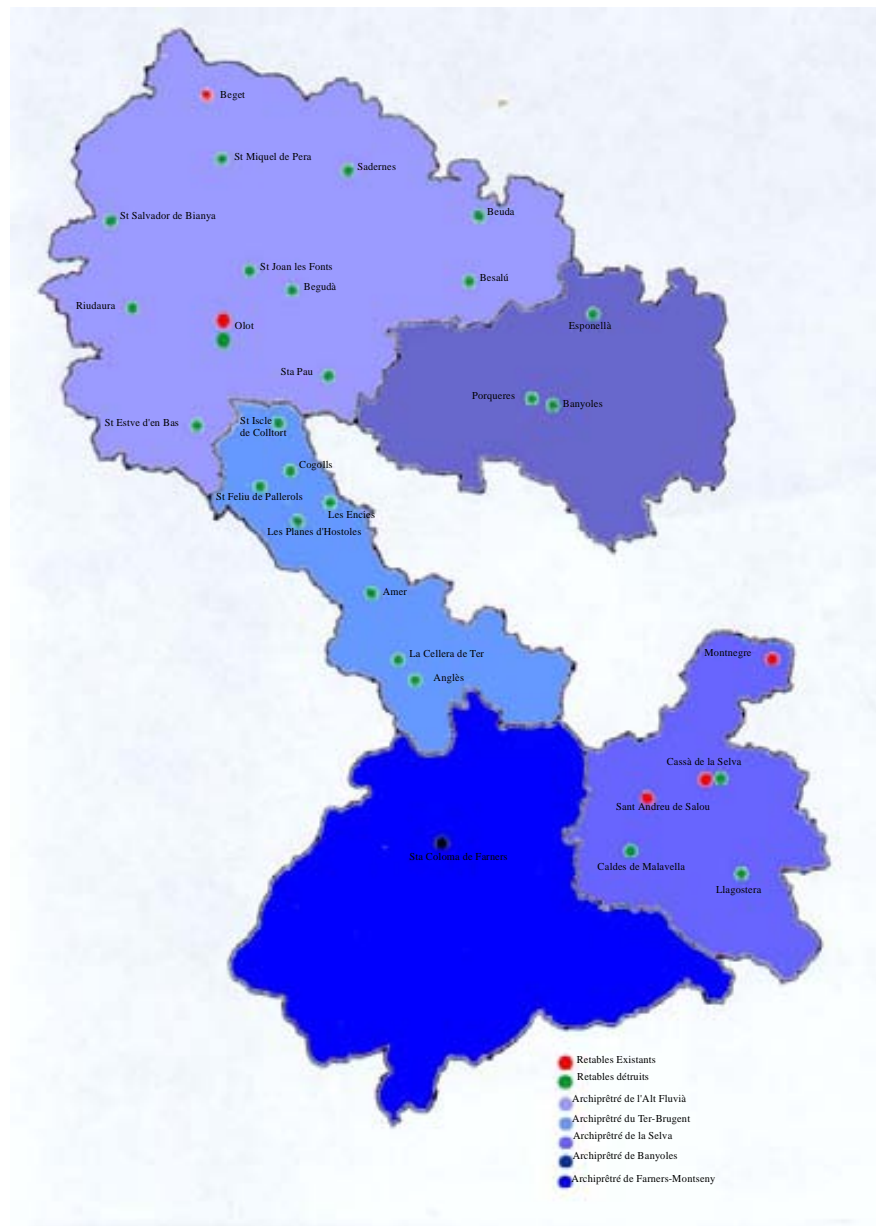 Beget
St Miquel de Pera
Sadernes
St Salvador de Bianya
Beuda
St Joan les Fonts
Besalú
Begudà
Riudaura
Esponellà
Olot
Sta Pau
Porqueres
Banyoles
St Estve d'en Bas
St Iscle
de Colltort
Cogolls
St Feliu de Pallerols
Les Encies
Les Planes d'Hostoles
Amer
La Cellera de Ter
Montnegre
Anglès
Cassà de la Selva
Sant Andreu de Salou
Sta Coloma de Farners
Caldes de Malavella
Llagostera
Retables Existants
Retables détruits
Archiprêtré de l'Alt Fluvià
Archiprêtré du Ter-Brugent
Archiprêtré de la Selva
Archiprêtré de Banyoles
Archiprêtré de Farners-Montseny